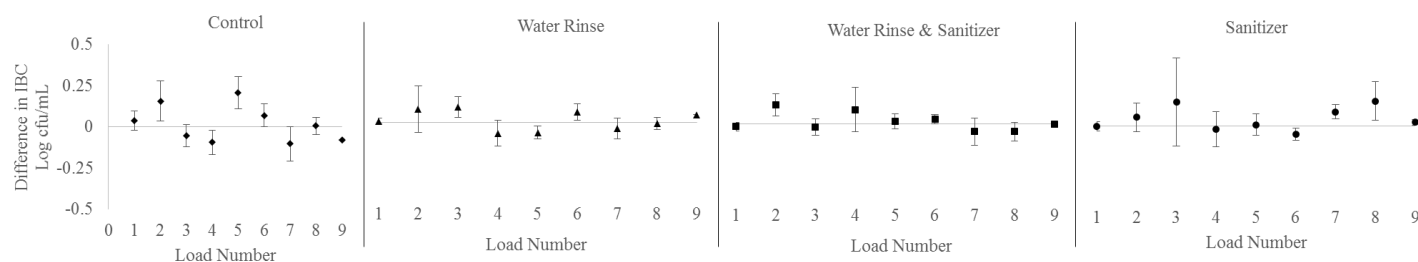 Control
Water Rinse
Water Rinse & Sanitizer
Sanitizer
Difference in IBC
Log cfu/mL
0.5
0.25
0
-0.25
-0.5
0 1 2 3 4 5 6 7 8 9
Load Number
1 2 3 4 5 6 7 8 9
Load Number
1 2 3 4 5 6 7 8 9
Load Number
1 2 3 4 5 6 7 8 9
Load Number